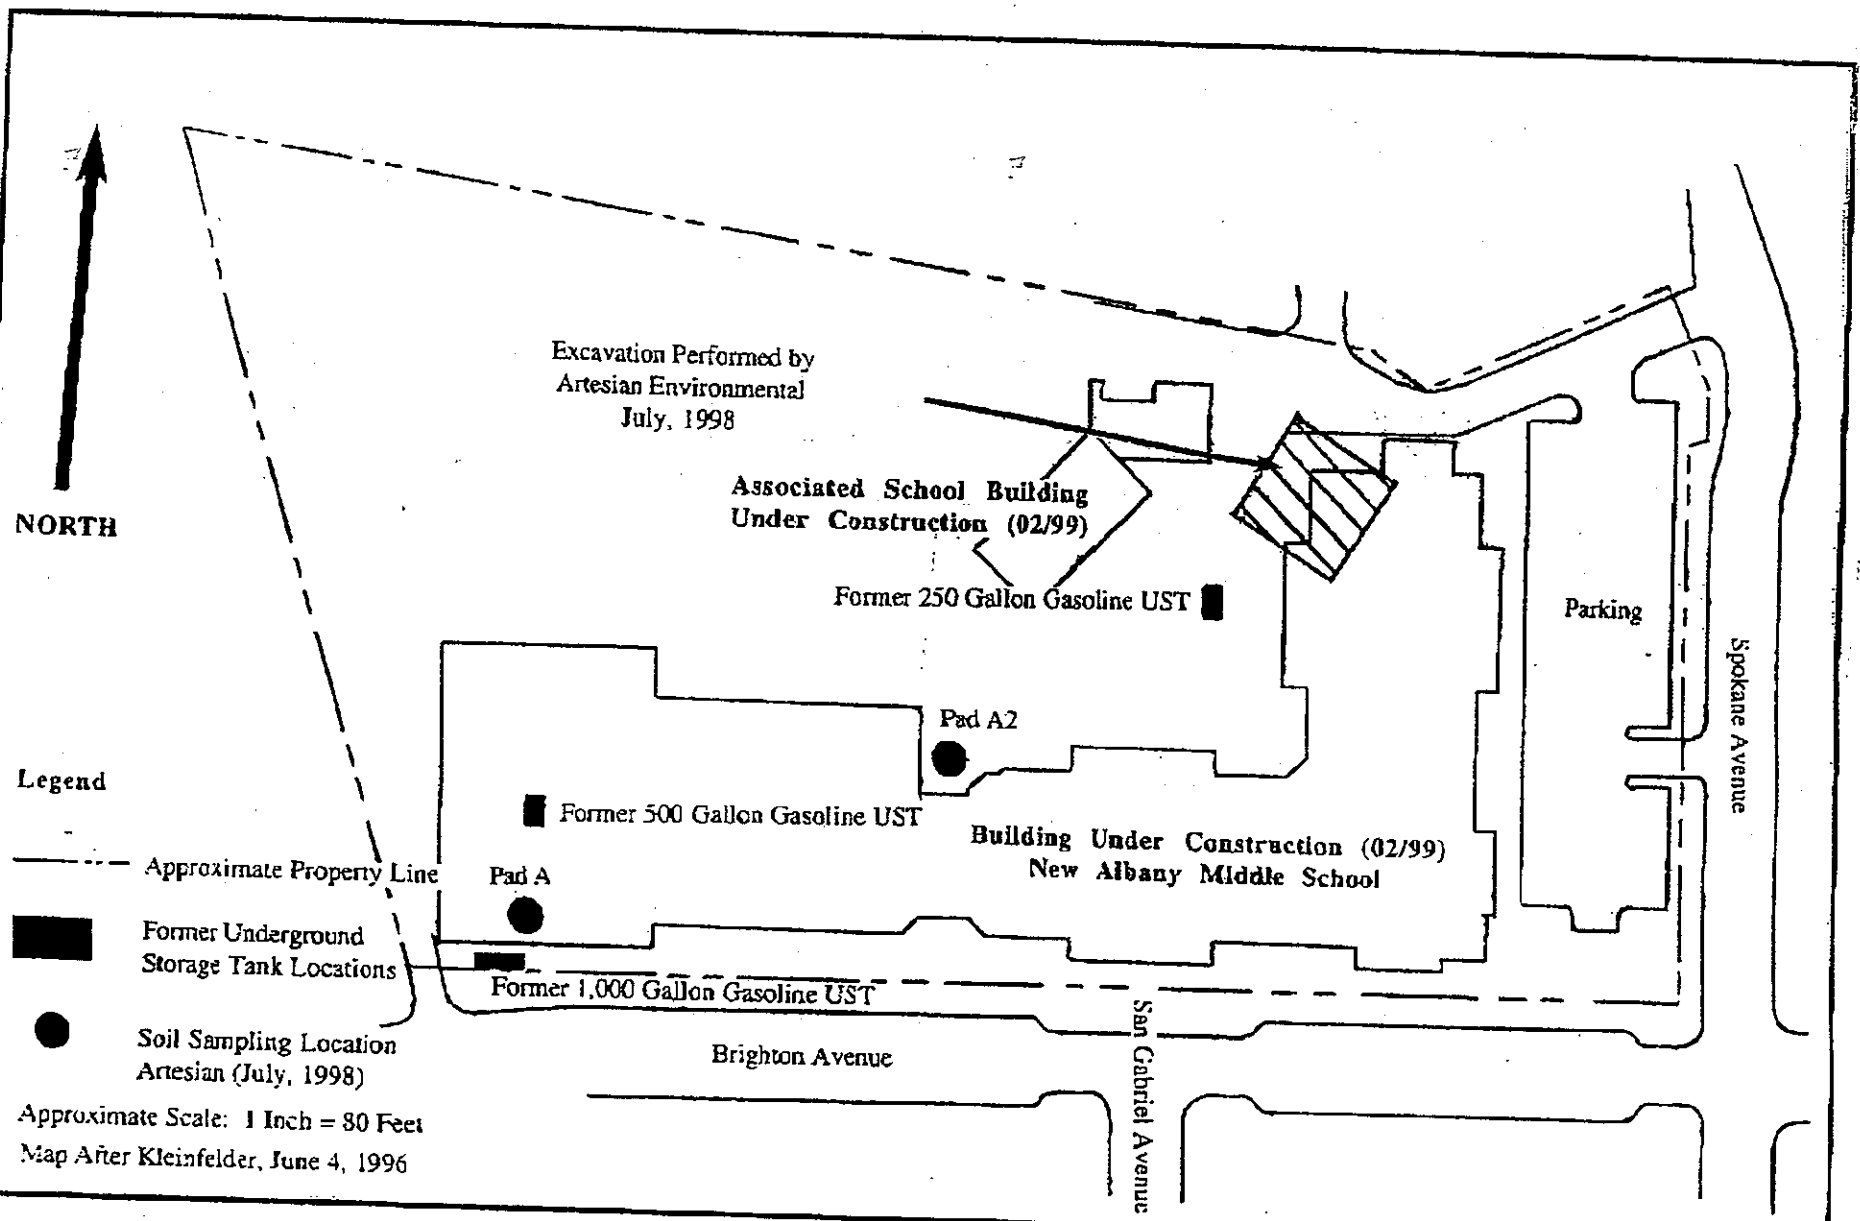 Excavation Performed by
Artesian Environmental
July, 1998
Associated School Building
Under Construction (02/99)
NORTH
Former 250 Gallon Gasoline UST
Parking
Spokane Avenue
Pad A2
Legend
Former 500 Gallon Gasoline UST
Building Under Construction (02/99)
New Albany Middle School
Approximate Property Line
Pad A
Former Underground
Storage Tank Locations
Former 1,000 Gallon Gasoline UST
San Gabriel Avenue
Soil Sampling Location
Artesian (July, 1998)
Brighton Avenue
Approximate Scale: 1 Inch = 80 Feet
Map After Kleinfelder, June 4, 1996